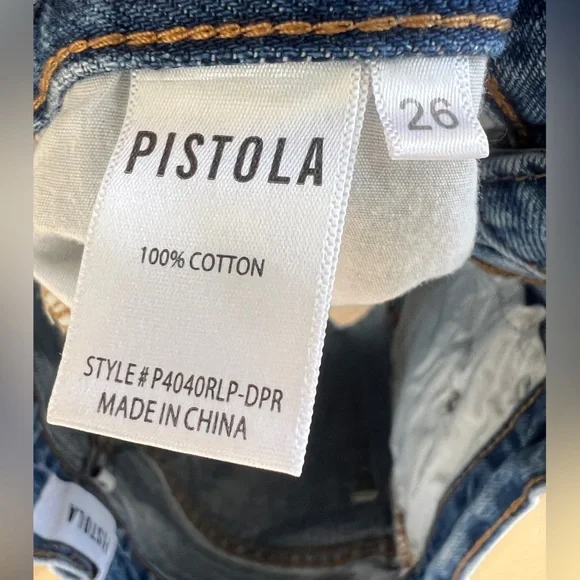 PISTOLA
26
100% COTTON
STYLE # P4040RLP-DPR
MADE IN CHINA
PISTOLA